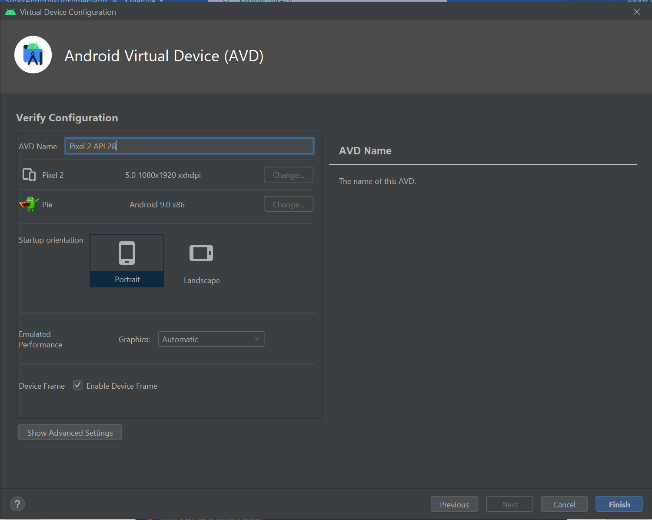 Virtual Device Configuration
Android Virtual Device (AVD)
Verify Configuration
AVD Name Pixel 2 API 28
Pixel 2 5.0 1080x1920 xxhdpi Change...
Pie Android 9.0 x86 Change...
Startup orientation
Portrait Landscape
Emulated
Performance
Graphics: Automatic
Device Frame Enable Device Frame
Show Advanced Settings
AVD Name
The name of this AVD.
? Previous Next Cancel Finish